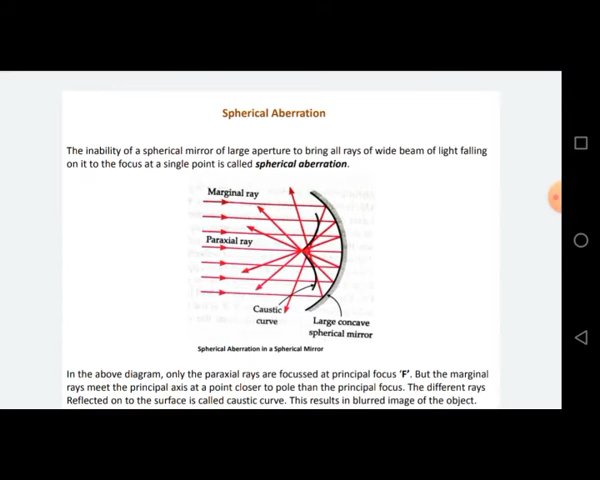 Spherical Aberration
The inability of a spherical mirror of large aperture to bring all rays of wide beam of light falling
on it to the focus at a single point is called spherical aberration.
Marginal ray
Paraxial ray
Caustic
curve
Large concave
spherical mirror
Spherical Aberration in a Spherical Mirror
In the above diagram, only the paraxial rays are focussed at principal focus 'F'. But the marginal
rays meet the principal axis at a point closer to pole than the principal focus. The different rays
Reflected on to the surface is called caustic curve. This results in blurred image of the object.